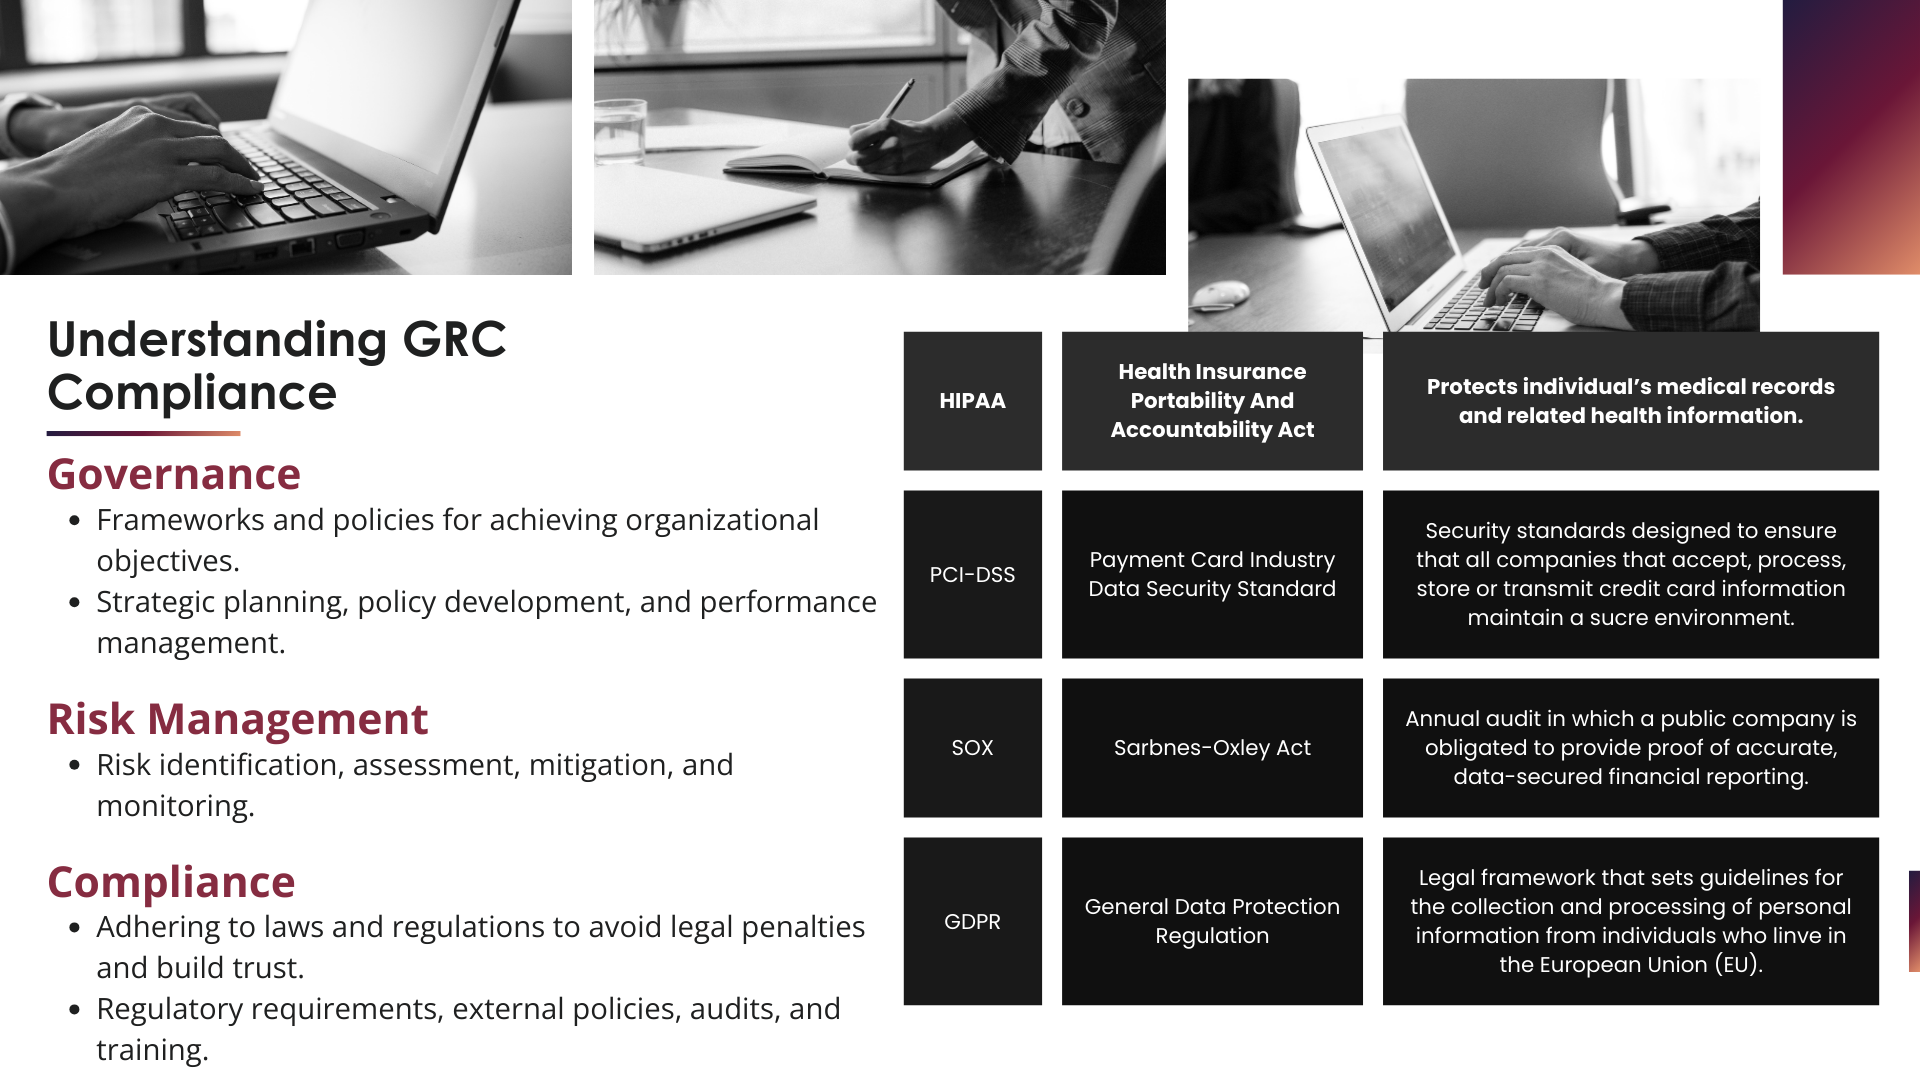 Understanding GRC
Compliance
Governance
• Frameworks and policies for achieving organizational
objectives.
• Strategic planning, policy development, and performance
management.
Risk Management
• Risk identification, assessment, mitigation, and
monitoring.
Compliance
• Adhering to laws and regulations to avoid legal penalties
and build trust.
• Regulatory requirements, external policies, audits, and
training.
HIPAA
Health Insurance
Portability And
Accountability Act
Protects individual’s medical records
and related health information.
PCI-DSS
Payment Card Industry
Data Security Standard
Security standards designed to ensure
that all companies that accept, process,
store or transmit credit card information
maintain a sucre environment.
SOX
Sarbnes-Oxley Act
Annual audit in which a public company is
obligated to provide proof of accurate,
data-secured financial reporting.
GDPR
General Data Protection
Regulation
Legal framework that sets guidelines for
the collection and processing of personal
information from individuals who linve in
the European Union (EU).